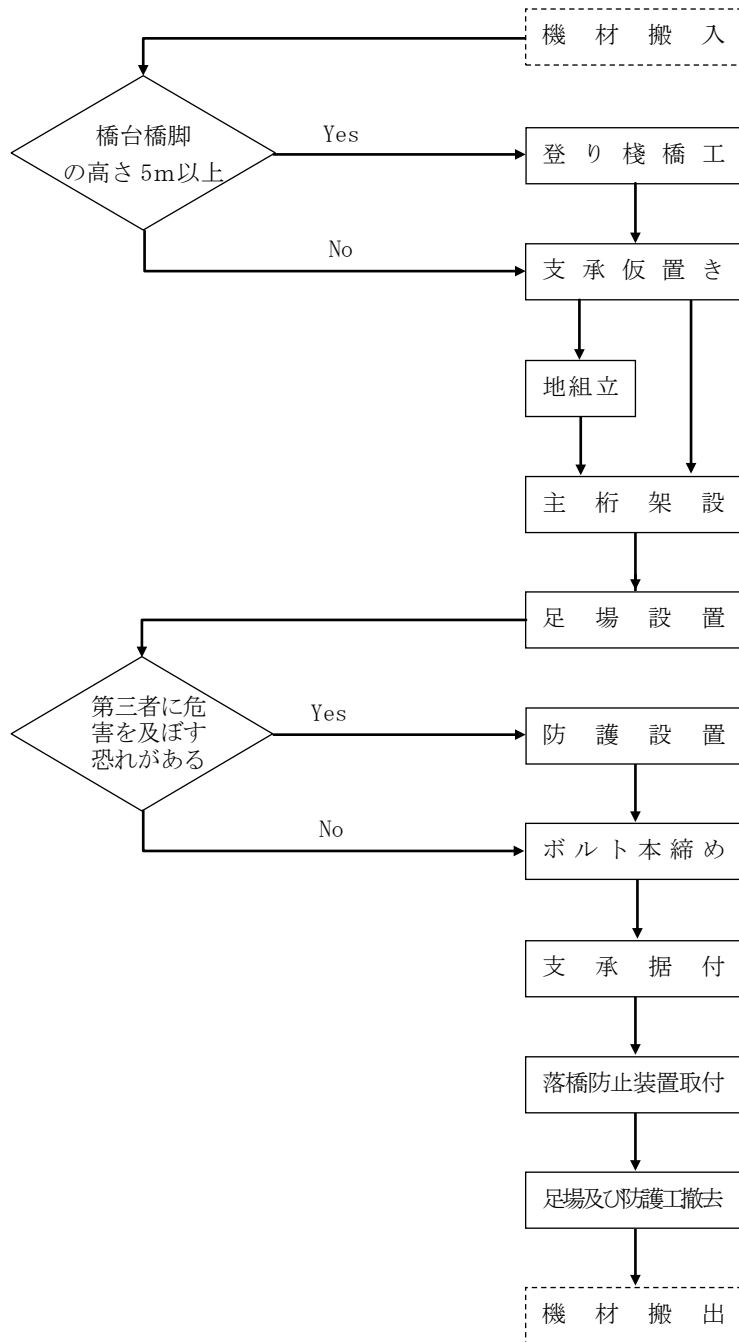 機材搬入
橋台橋脚
の高さ5m以上
Yes
登り棧橋工
No
支承仮置き
地組立
主桁架設
足場設置
第三者に危
害を及ぼす
恐れがある
Yes
防護設置
No
ボルト本締め
支承据付
落橋防止装置取付
足場及び防護工撤去
機材搬出